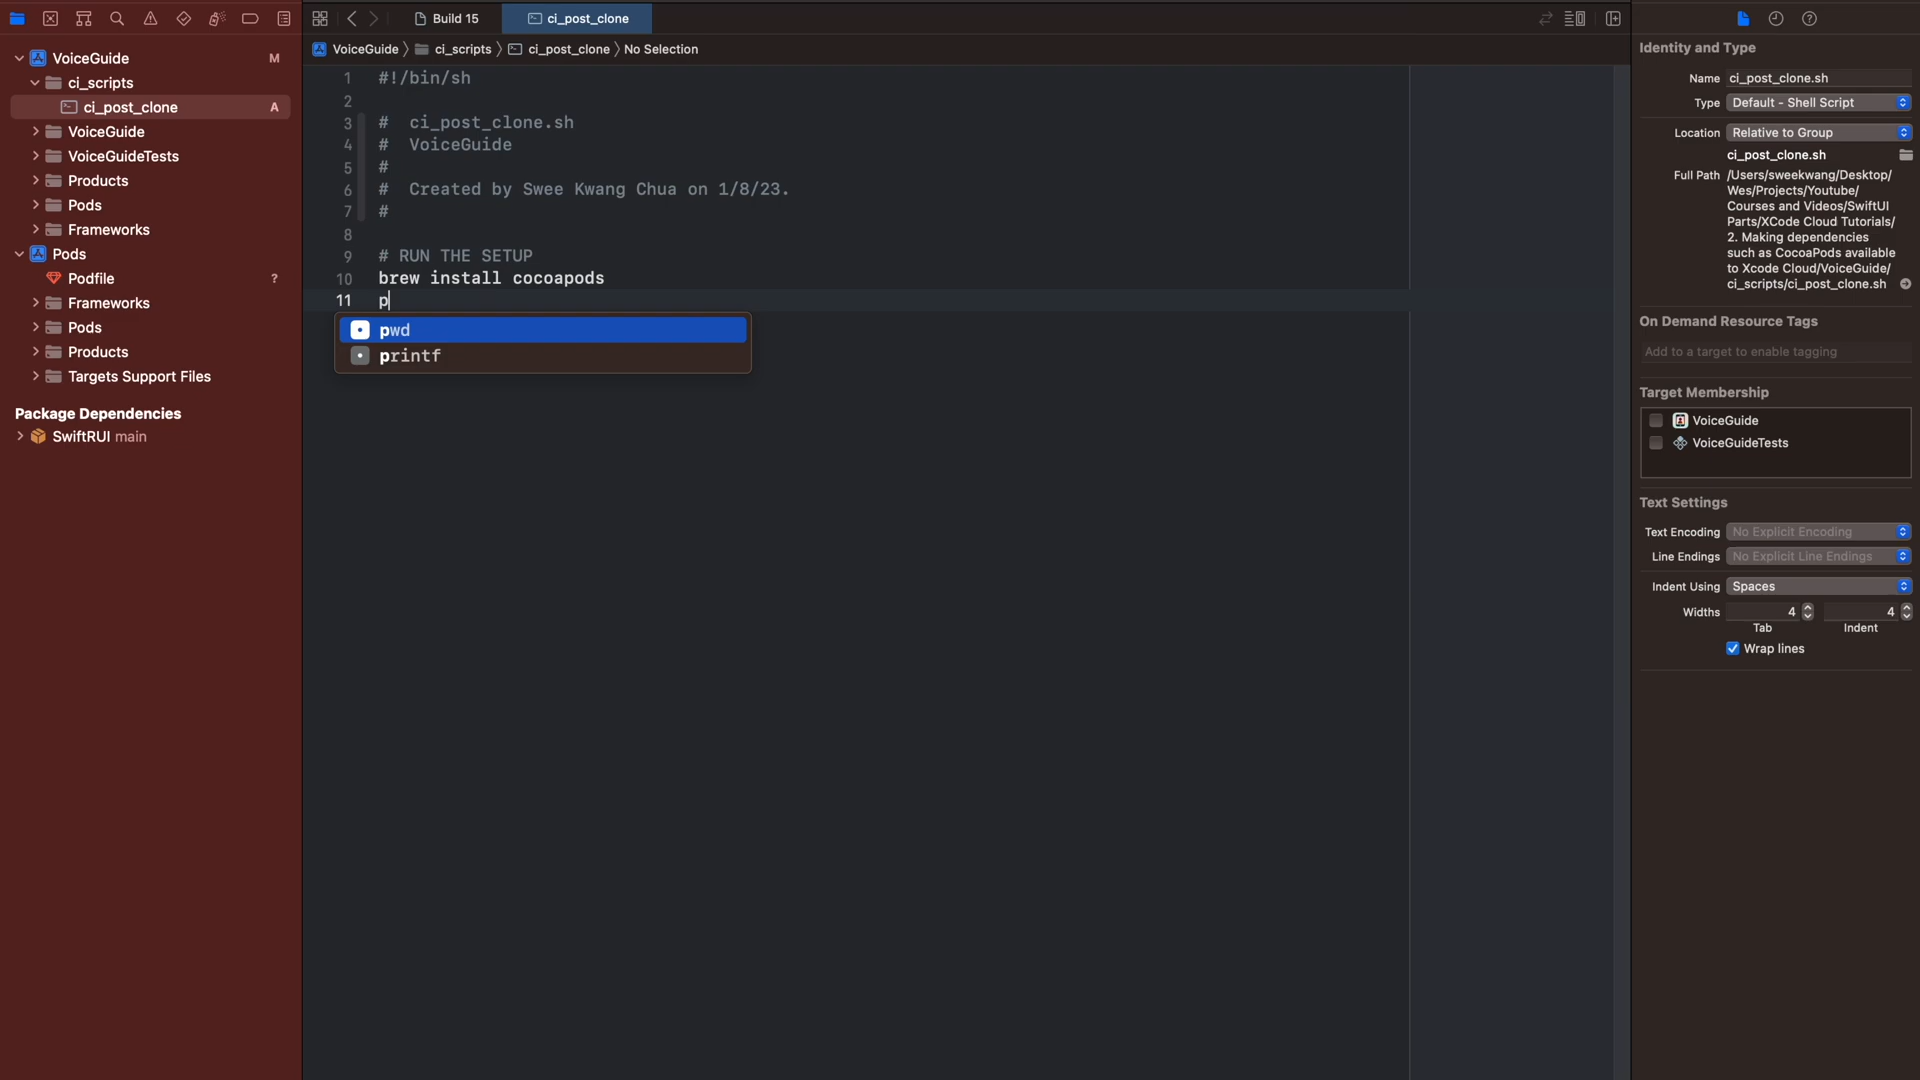 Build 15
ci_post_clone
VoiceGuide
M
ci_scripts
ci_post_clone
A
VoiceGuide
VoiceGuideTests
Products
Pods
Frameworks
Pods
Podfile
?
Frameworks
Pods
Products
Targets Support Files
Package Dependencies
SwiftRUI main
VoiceGuide
ci_scripts
ci_post_clone
No Selection
1 #!/bin/sh
2
3 # ci_post_clone.sh
4 # VoiceGuide
5 #
6 # Created by Swee Kwang Chua on 1/8/23.
7 #
8
9 # RUN THE SETUP
10 brew install cocoapods
11 p
pwd
printf
Identity and Type
Name ci_post_clone.sh
Type Default - Shell Script
Location Relative to Group
ci_post_clone.sh
Full Path /Users/sweekwang/Desktop/
Wes/Projects/Youtube/
Courses and Videos/SwiftUI
Parts/XCode Cloud Tutorials/
2. Making dependencies
such as CocoaPods available
to Xcode Cloud/VoiceGuide/
ci_scripts/ci_post_clone.sh
On Demand Resource Tags
Add to a target to enable tagging
Target Membership
VoiceGuide
VoiceGuideTests
Text Settings
Text Encoding No Explicit Encoding
Line Endings No Explicit Line Endings
Indent Using Spaces
Widths 4 4
Tab Indent
Wrap lines